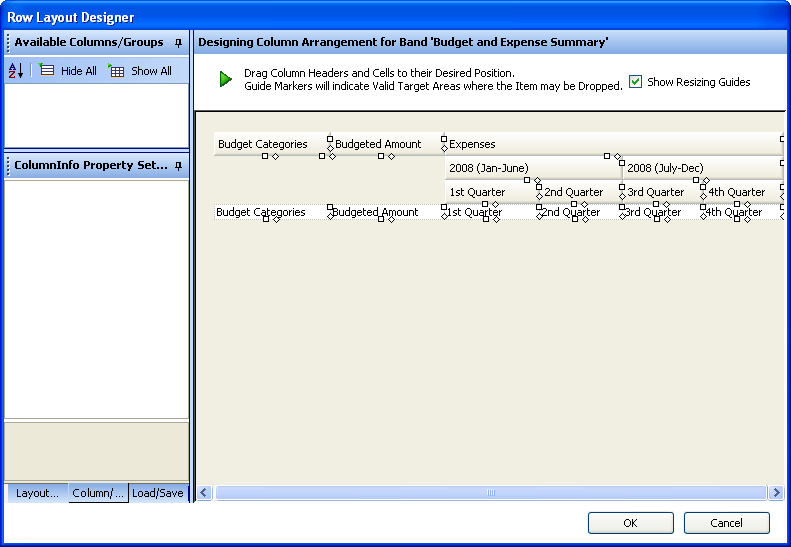 Row Layout Designer
Available Columns/Groups
Hide All
Show All
ColumnInfo Property Set...
Layout...
Column/...
Load/Save
Designing Column Arrangement for Band 'Budget and Expense Summary'
Drag Column Headers and Cells to their Desired Position.
Guide Markers will indicate Valid Target Areas where the Item may be Dropped.
Show Resizing Guides
Budget Categories Budgeted Amount Expenses
2008 (Jan-June) 2008 (July-Dec)
1st Quarter 2nd Quarter 3rd Quarter 4th Quarter
Budget Categories Budgeted Amount 1st Quarter 2nd Quarter 3rd Quarter 4th Quarter
OK Cancel